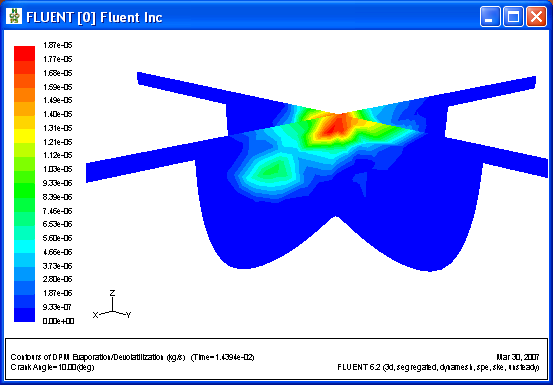 FLUENT [0] Fluent Inc
1.87e-05
1.77e-05
1.68e-05
1.59e-05
1.49e-05
1.40e-05
1.31e-05
1.21e-05
1.12e-05
1.03e-05
9.33e-06
8.40e-06
7.46e-06
6.53e-06
5.60e-06
4.66e-06
3.73e-06
2.80e-06
1.87e-06
9.33e-07
0.00e+00
Z
X Y
Contours of DPM Evaporation/Devolatilization (kg/s) (Time=1.4394e-02)
Crank Angle=10.00(deg)
Mar 30, 2007
FLUENT 6.2 (3d, segregated, dynamesh, spe, ske, unsteady)